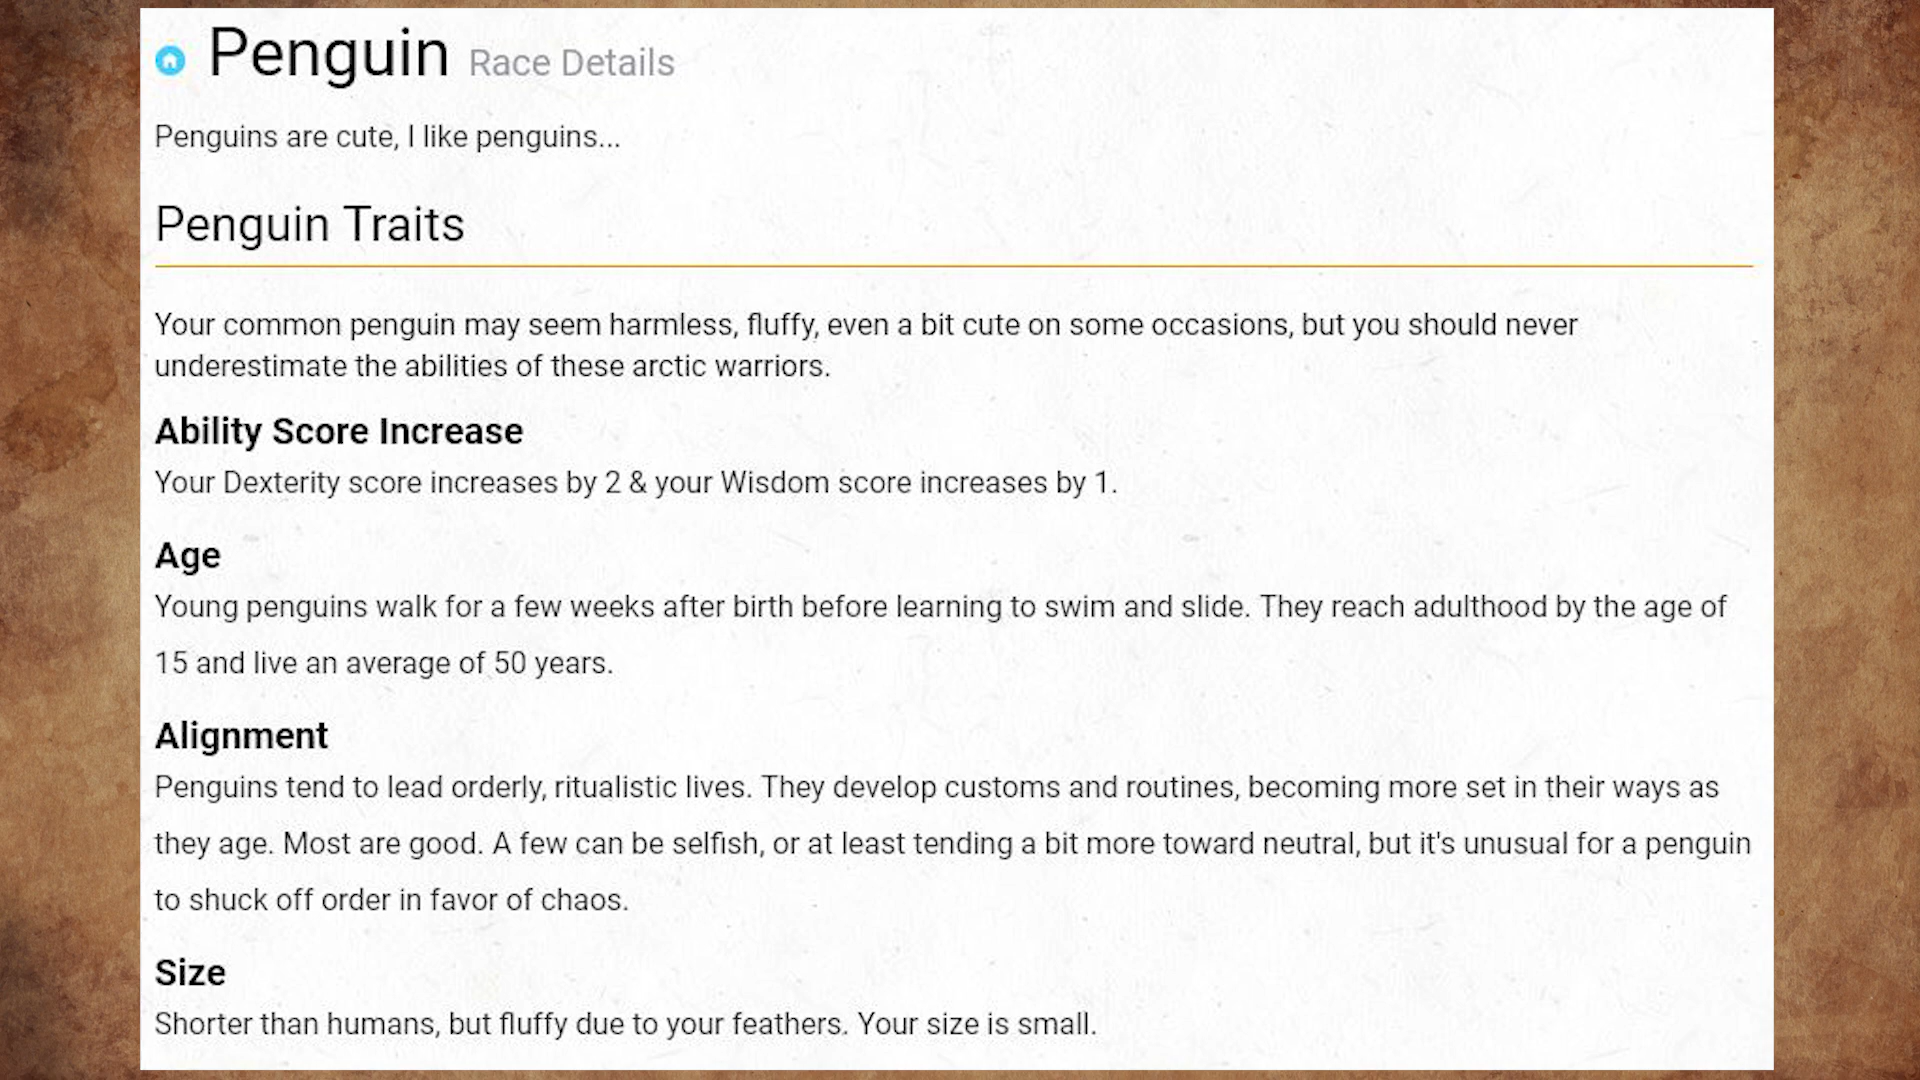 Penguin Race Details
Penguins are cute, I like penguins...
Penguin Traits
Your common penguin may seem harmless, fluffy, even a bit cute on some occasions, but you should never
underestimate the abilities of these arctic warriors.
Ability Score Increase
Your Dexterity score increases by 2 & your Wisdom score increases by 1.
Age
Young penguins walk for a few weeks after birth before learning to swim and slide. They reach adulthood by the age of
15 and live an average of 50 years.
Alignment
Penguins tend to lead orderly, ritualistic lives. They develop customs and routines, becoming more set in their ways as
they age. Most are good. A few can be selfish, or at least tending a bit more toward neutral, but it's unusual for a penguin
to shuck off order in favor of chaos.
Size
Shorter than humans, but fluffy due to your feathers. Your size is small.